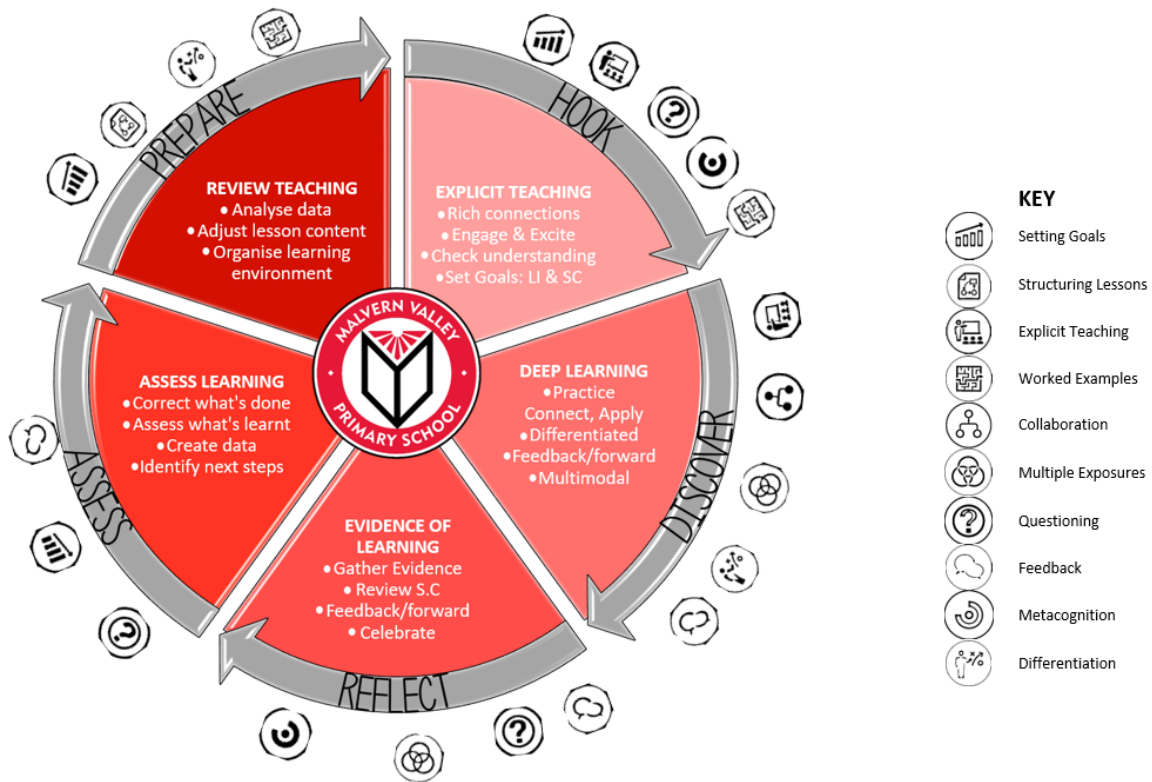 PREPARE
HOOK
DISCOVER
REFLECT
ASSESS
REVIEW TEACHING
• Analyse data
• Adjust lesson content
• Organise learning
environment
EXPLICIT TEACHING
• Rich connections
• Engage & Excite
• Check understanding
• Set Goals: LI & SC
DEEP LEARNING
• Practice
Connect, Apply
• Differentiated
• Feedback/forward
• Multimodal
EVIDENCE OF
LEARNING
• Gather Evidence
• Review S.C
• Feedback/forward
• Celebrate
ASSESS LEARNING
• Correct what's done
• Assess what's learnt
• Create data
• Identify next steps
MALVERN VALLEY
PRIMARY SCHOOL
KEY
Setting Goals
Structuring Lessons
Explicit Teaching
Worked Examples
Collaboration
Multiple Exposures
Questioning
Feedback
Metacognition
Differentiation